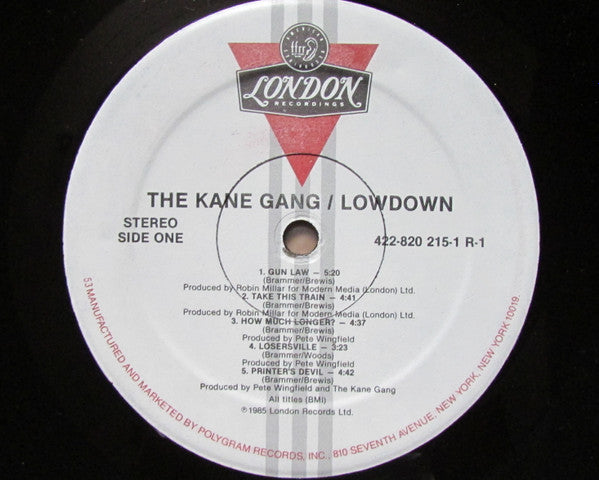 ffrr
LONDON
RECORDINGS
THE KANE GANG / LOWDOWN
STEREO
SIDE ONE
422-820 215-1 R-1
1. GUN LAW — 5:20
(Brammer/Brewis)
Produced by Robin Millar for Modern Media (London) Ltd.
2. TAKE THIS TRAIN — 4:41
(Brammer/Brewis)
Produced by Robin Millar for Modern Media (London) Ltd.
3. HOW MUCH LONGER? — 4:37
(Brammer/Brewis)
Produced by Pete Wingfield
4. LOSERSVILLE — 3:23
(Brammer/Woods)
Produced by Pete Wingfield
5. PRINTER'S DEVIL — 4:42
(Brammer/Brewis)
Produced by Pete Wingfield and The Kane Gang
All titles (BMI)
℗ 1985 London Records Ltd.
53 MANUFACTURED AND MARKETED BY POLYGRAM RECORDS, INC., 810 SEVENTH AVENUE, NEW YORK, NEW YORK 10019.